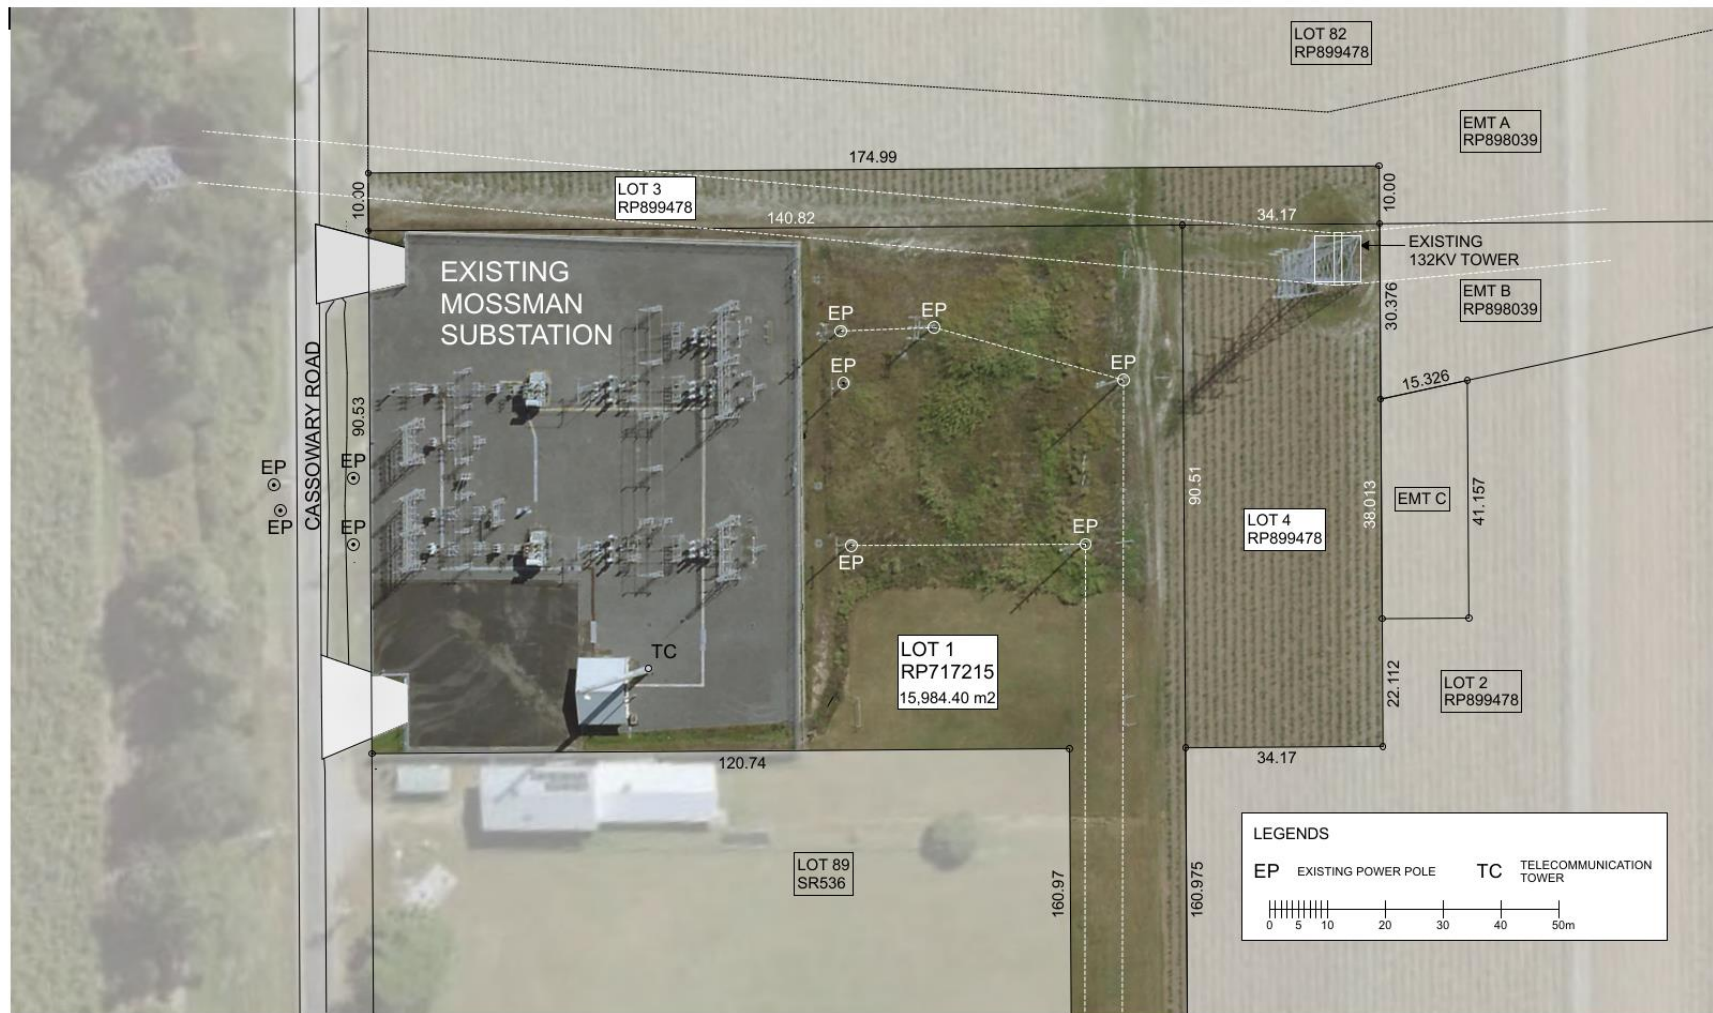 LOT 82
RP899478
EMT A
RP898039
174.99
10.00
LOT 3
RP899478
10.00
140.82
34.17
EXISTING
132KV TOWER
EXISTING
MOSSMAN
SUBSTATION
EMT B
RP898039
30.376
EP
EP
EP
EP
15.326
CASSOWARY ROAD
90.53
EP
EP
EP
EP
90.51
38.013
EMT C
41.157
LOT 4
RP899478
EP
EP
TC
LOT 1
RP717215
15,984.40 m2
22.112
LOT 2
RP899478
120.74
34.17
LOT 89
SR536
160.97
160.975
LEGENDS
EP EXISTING POWER POLE
TC TELECOMMUNICATION
TOWER
0 5 10 20 30 40 50m